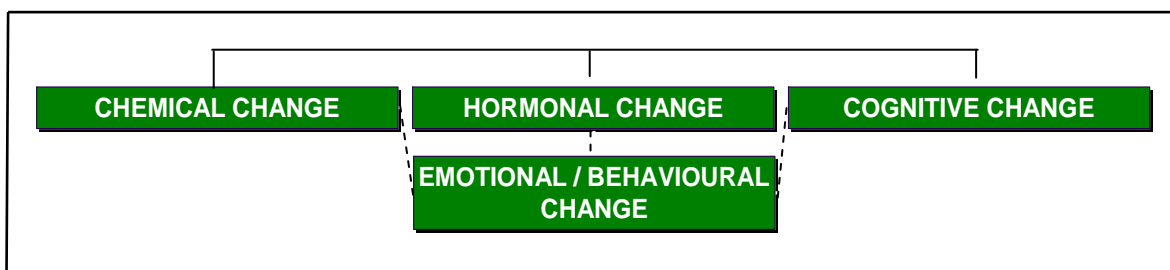 CHEMICAL CHANGE
HORMONAL CHANGE
COGNITIVE CHANGE
EMOTIONAL / BEHAVIOURAL
CHANGE